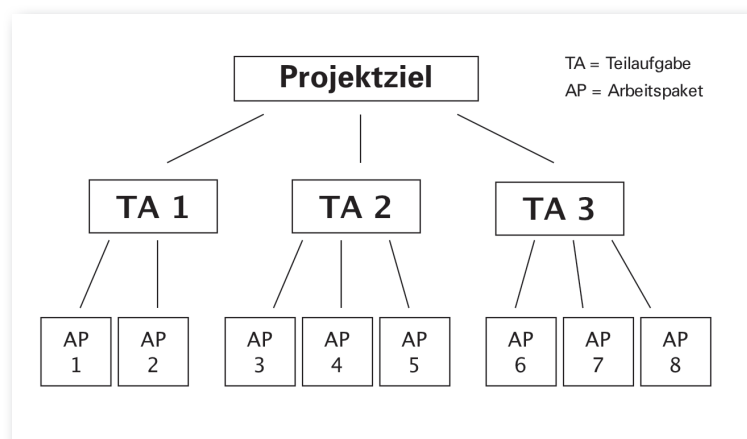 Projektziel
TA = Teilaufgabe
AP = Arbeitspaket
TA 1
TA 2
TA 3
AP
1
AP
2
AP
3
AP
4
AP
5
AP
6
AP
7
AP
8